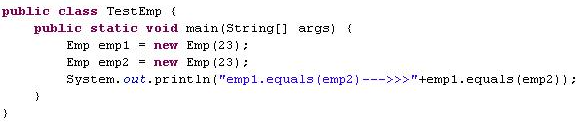 public class TestEmp {
public static void main(String[] args) {
Emp emp1 = new Emp(23);
Emp emp2 = new Emp(23);
System.out.println("emp1.equals(emp2)--->>>"+emp1.equals(emp2));
}
}